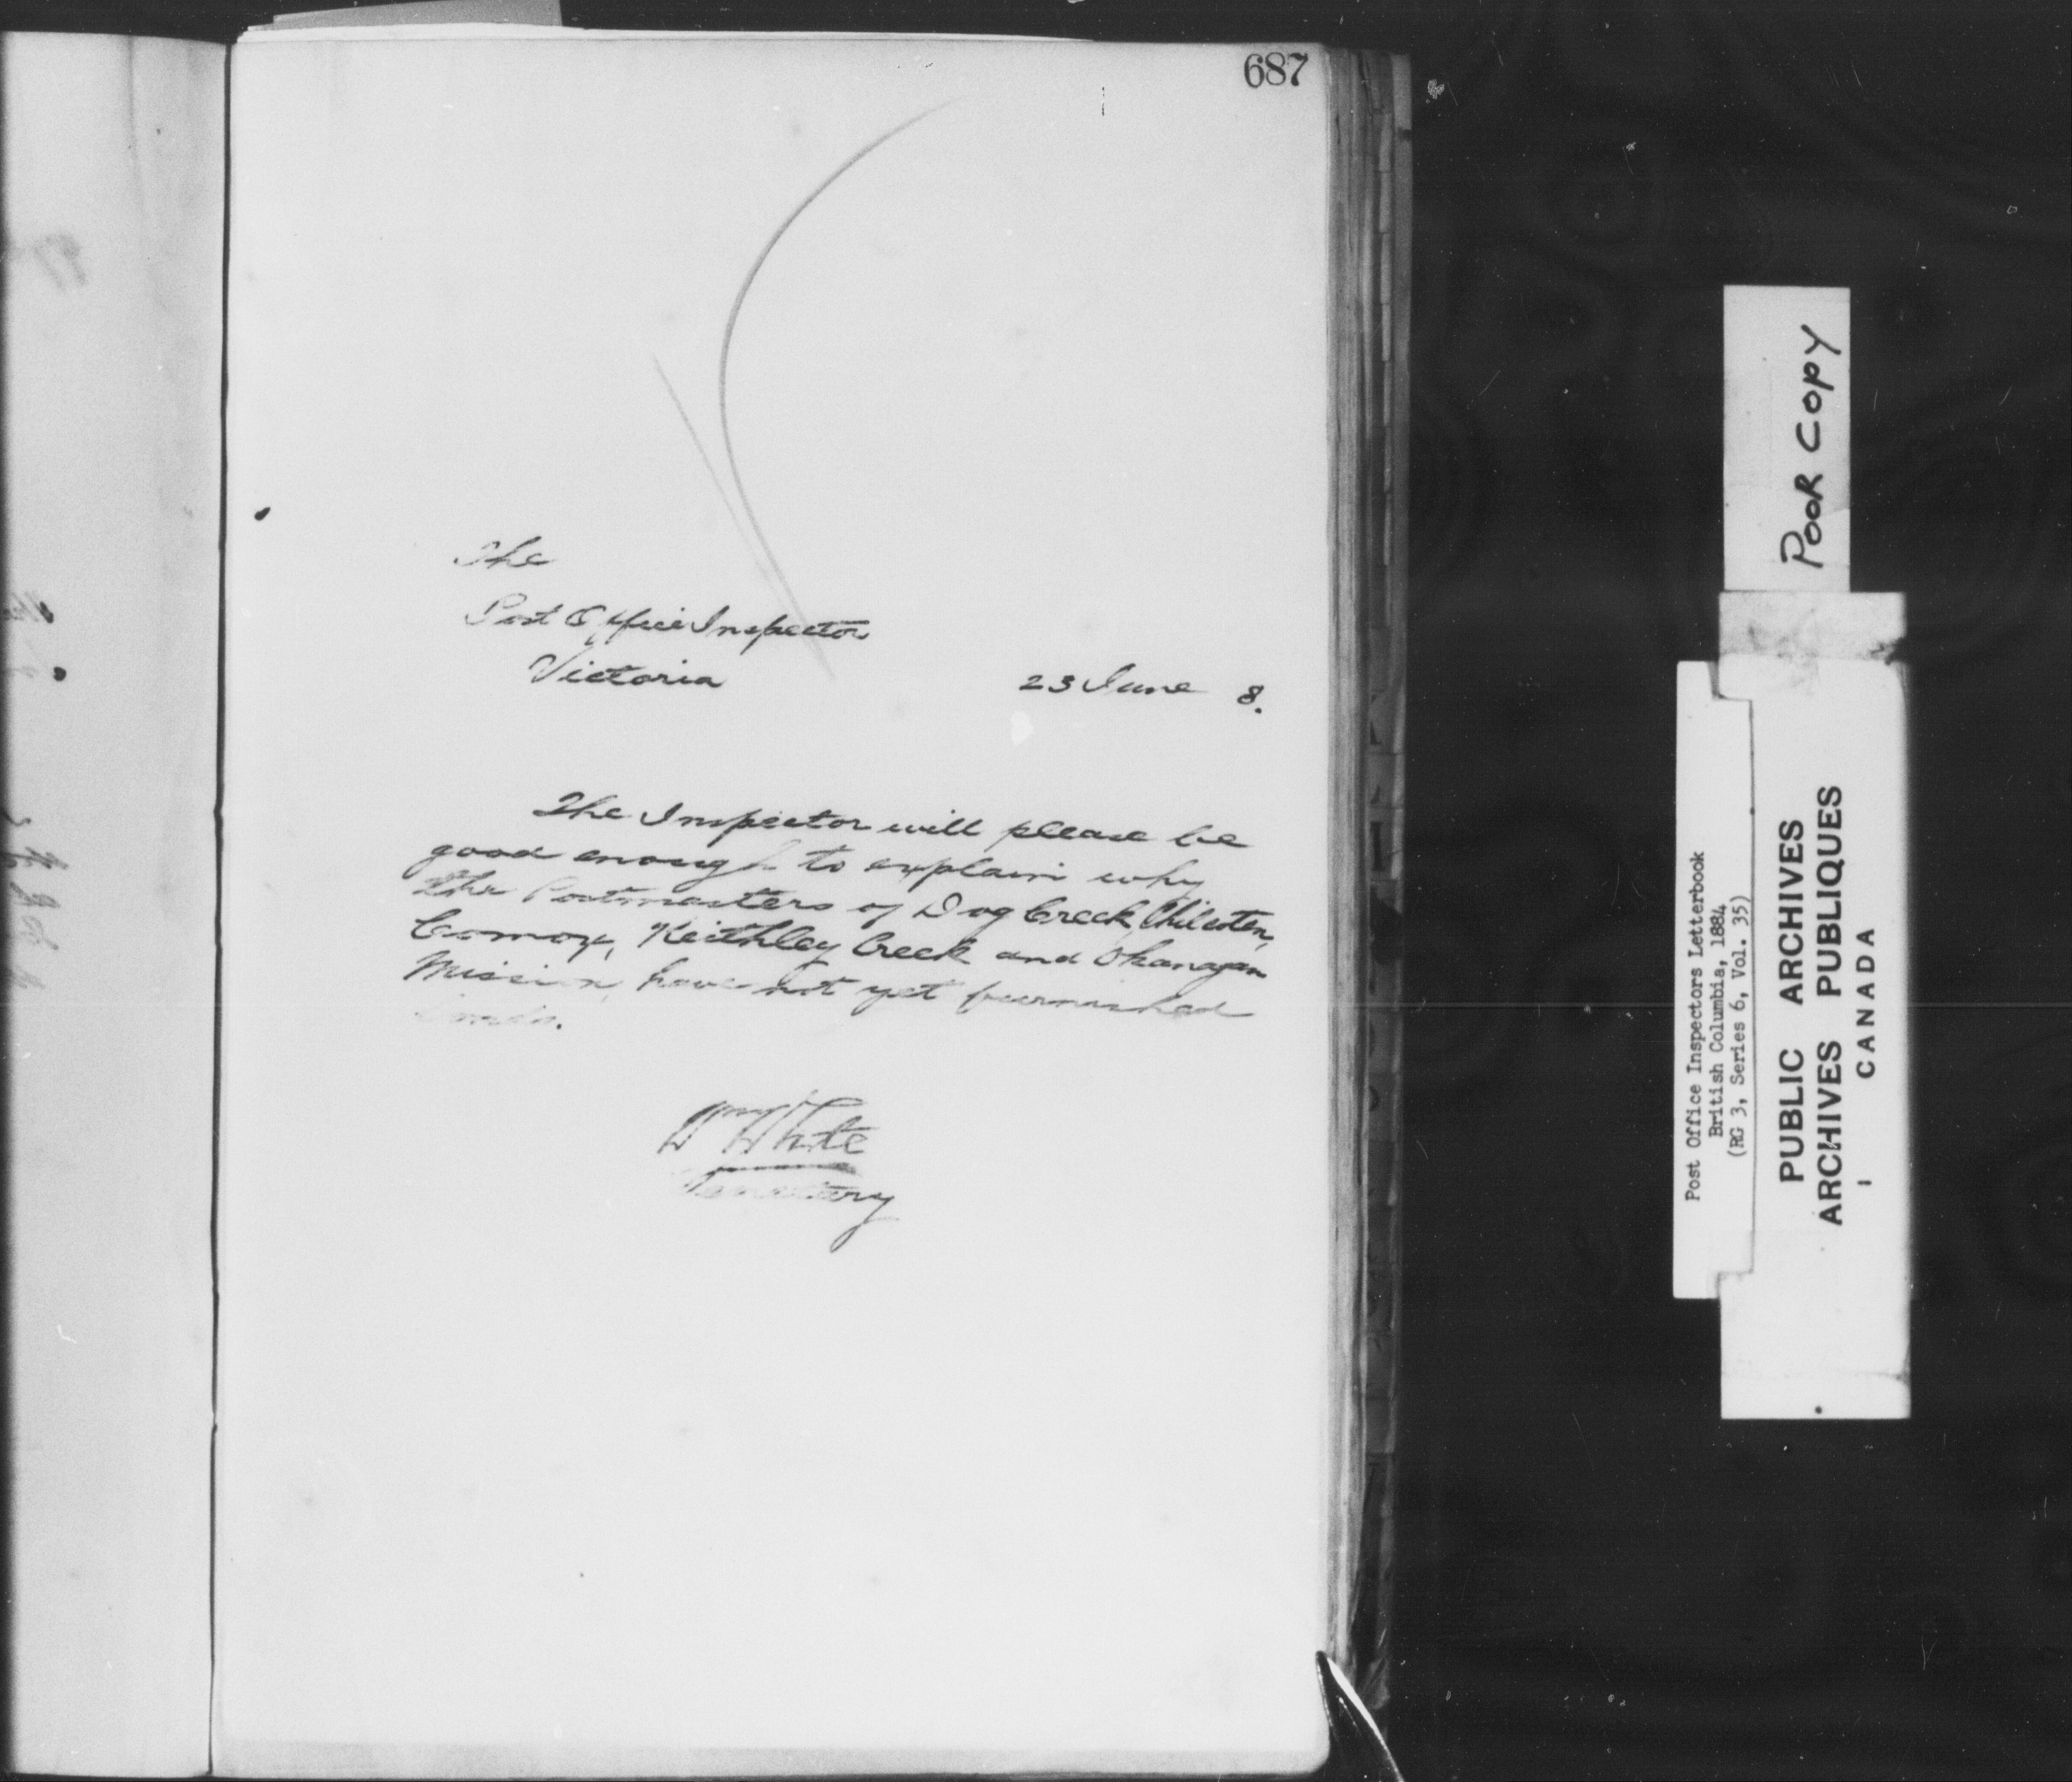 687
The
Post Office Inspector
Victoria 23 June 8.
The Inspector will please be
good enough to explain why
the Postmasters of Dog Creek, Chilcoten,
Comox, Keithley Creek and Okanagan
Mission, have not yet furnished
Wm White
Secretary
POOR COPY
Post Office Inspectors Letterbook
British Columbia, 1884
(RG 3, Series 6, Vol. 35)
PUBLIC ARCHIVES
ARCHIVES PUBLIQUES
CANADA